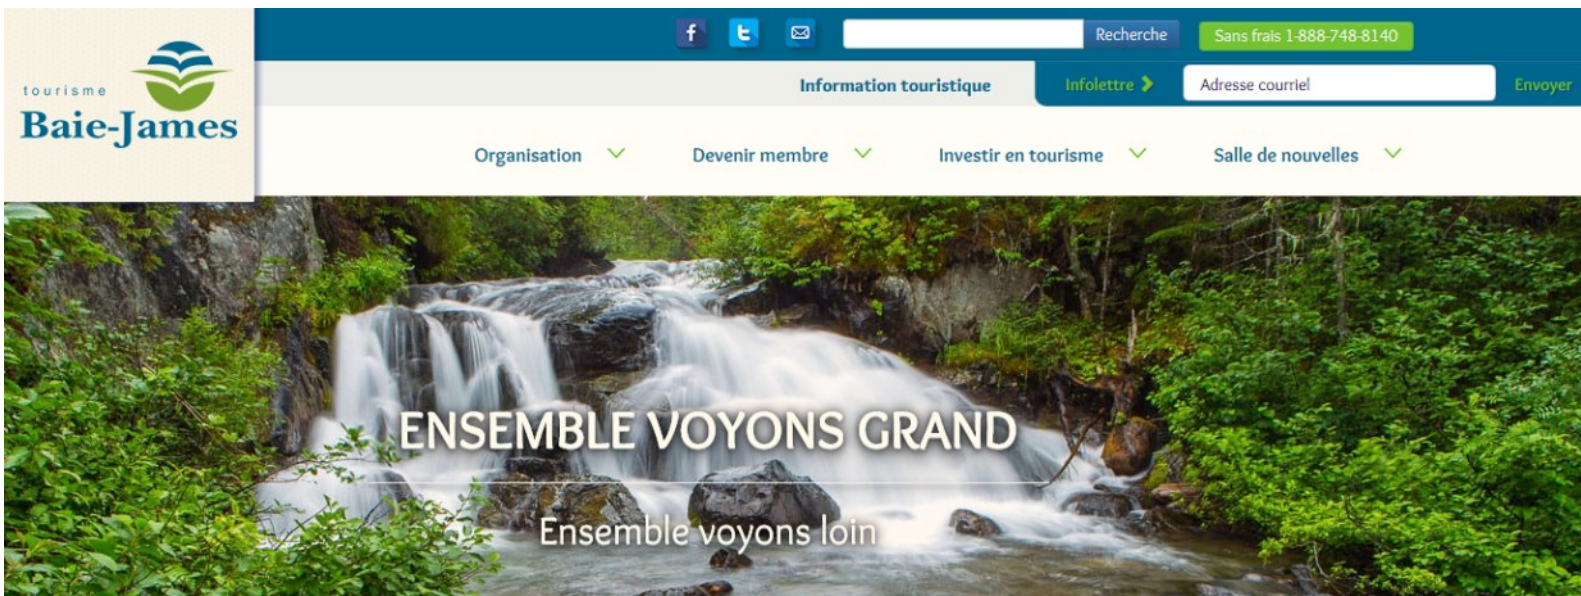 Recherche
Sans frais 1-888-748-8140
tourisme
Baie-James
Information touristique
Infolettre
Adresse courriel
Envoyer
Organisation
Devenir membre
Investir en tourisme
Salle de nouvelles
ENSEMBLE VOYONS GRAND
Ensemble voyons loin